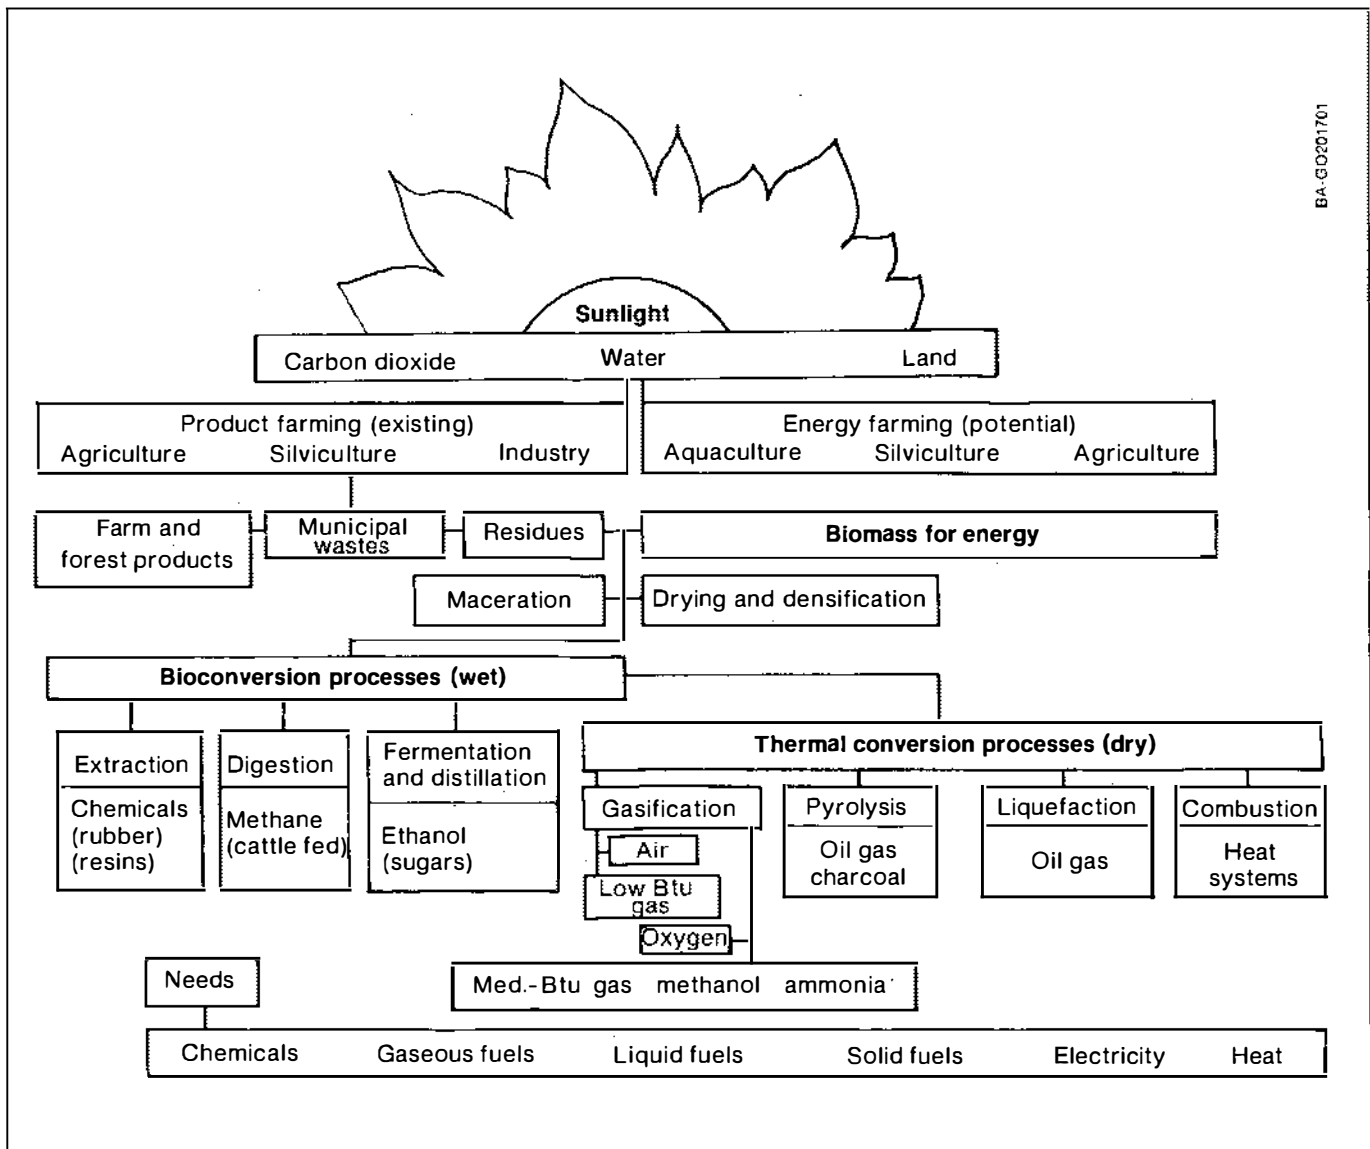 BA-GO201701
Sunlight
Carbon dioxide Water Land
Product farming (existing)
Agriculture Silviculture Industry
Energy farming (potential)
Aquaculture Silviculture Agriculture
Farm and
forest products
Municipal
wastes
Residues
Biomass for energy
Maceration
Drying and densification
Bioconversion processes (wet)
Extraction
Chemicals
(rubber)
(resins)
Digestion
Methane
(cattle fed)
Fermentation
and distillation
Ethanol
(sugars)
Thermal conversion processes (dry)
Gasification
Air
Low Btu
gas
Oxygen
Med.-Btu gas methanol ammonia
Pyrolysis
Oil gas
charcoal
Liquefaction
Oil gas
Combustion
Heat
systems
Needs
Chemicals Gaseous fuels Liquid fuels Solid fuels Electricity Heat